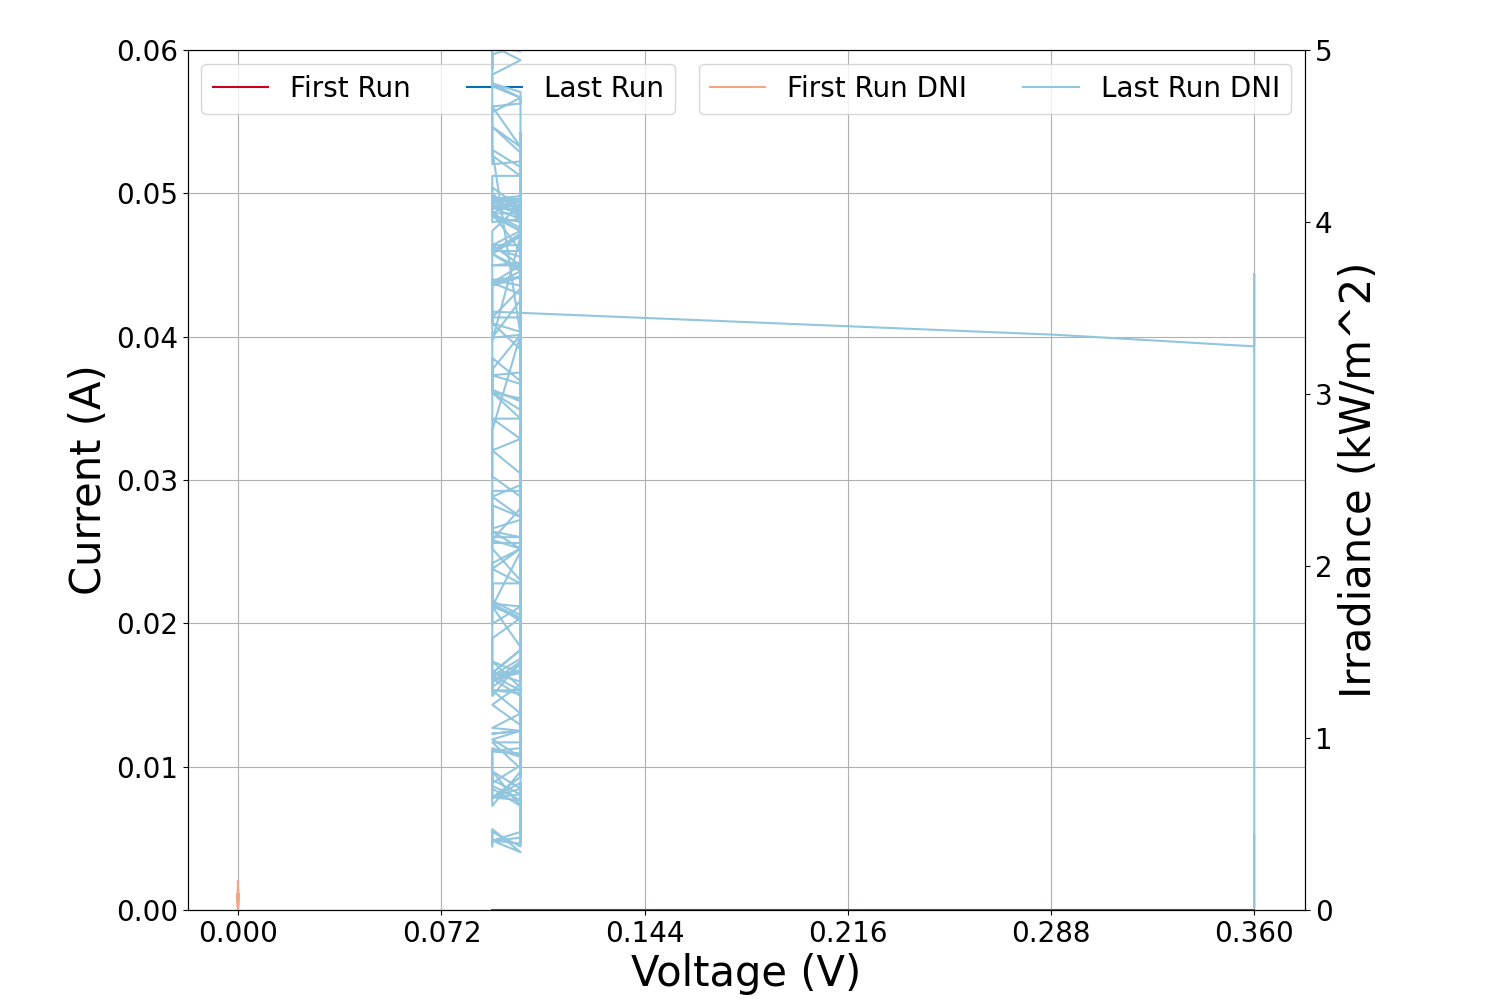 First Run
Last Run
First Run DNI
Last Run DNI
0.06
0.05
0.04
0.03
0.02
0.01
0.00
Current (A)
5
4
3
2
1
0
Irradiance (kW/m^2)
0.000
0.072
0.144
0.216
0.288
0.360
Voltage (V)